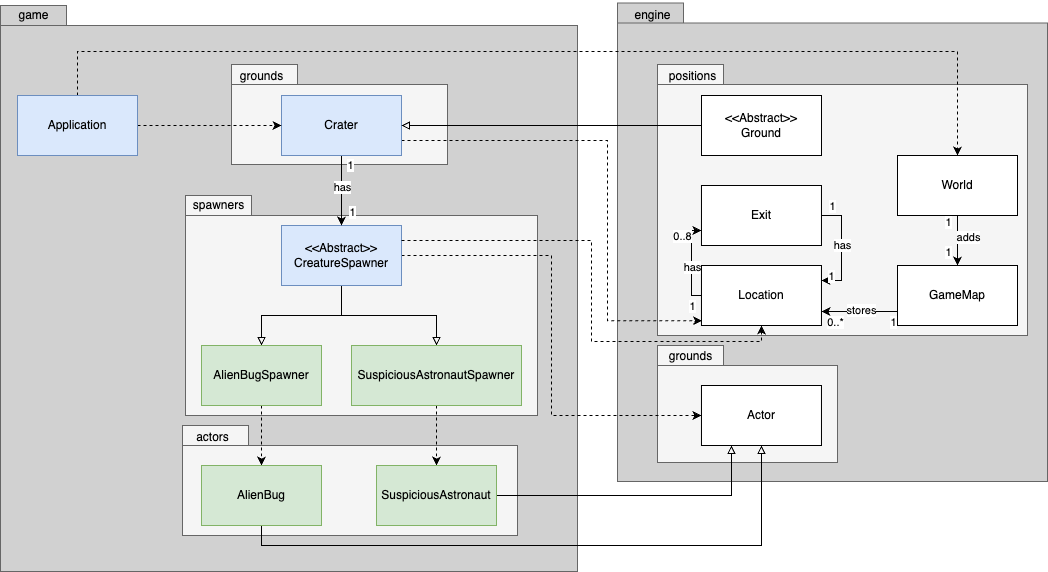 game
engine
grounds
positions
Application
Crater
<<Abstract>>
Ground
World
1
has
1
spawners
Exit
1
0..8
has
1
adds
1
<<Abstract>>
CreatureSpawner
has
1
1
Location
GameMap
stores
0..*
1
grounds
AlienBugSpawner
SuspiciousAstronautSpawner
Actor
actors
AlienBug
SuspiciousAstronaut